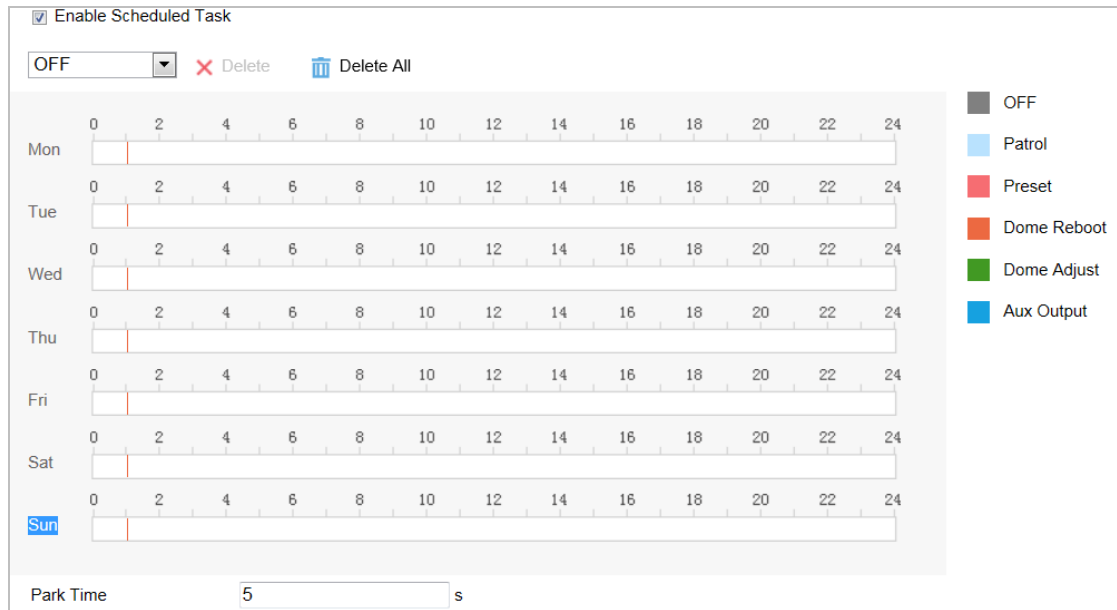 Enable Scheduled Task
OFF Delete Delete All
OFF
Patrol
Preset
Dome Reboot
Dome Adjust
Aux Output
0 2 4 6 8 10 12 14 16 18 20 22 24
Mon
0 2 4 6 8 10 12 14 16 18 20 22 24
Tue
0 2 4 6 8 10 12 14 16 18 20 22 24
Wed
0 2 4 6 8 10 12 14 16 18 20 22 24
Thu
0 2 4 6 8 10 12 14 16 18 20 22 24
Fri
0 2 4 6 8 10 12 14 16 18 20 22 24
Sat
0 2 4 6 8 10 12 14 16 18 20 22 24
Sun
Park Time 5 s